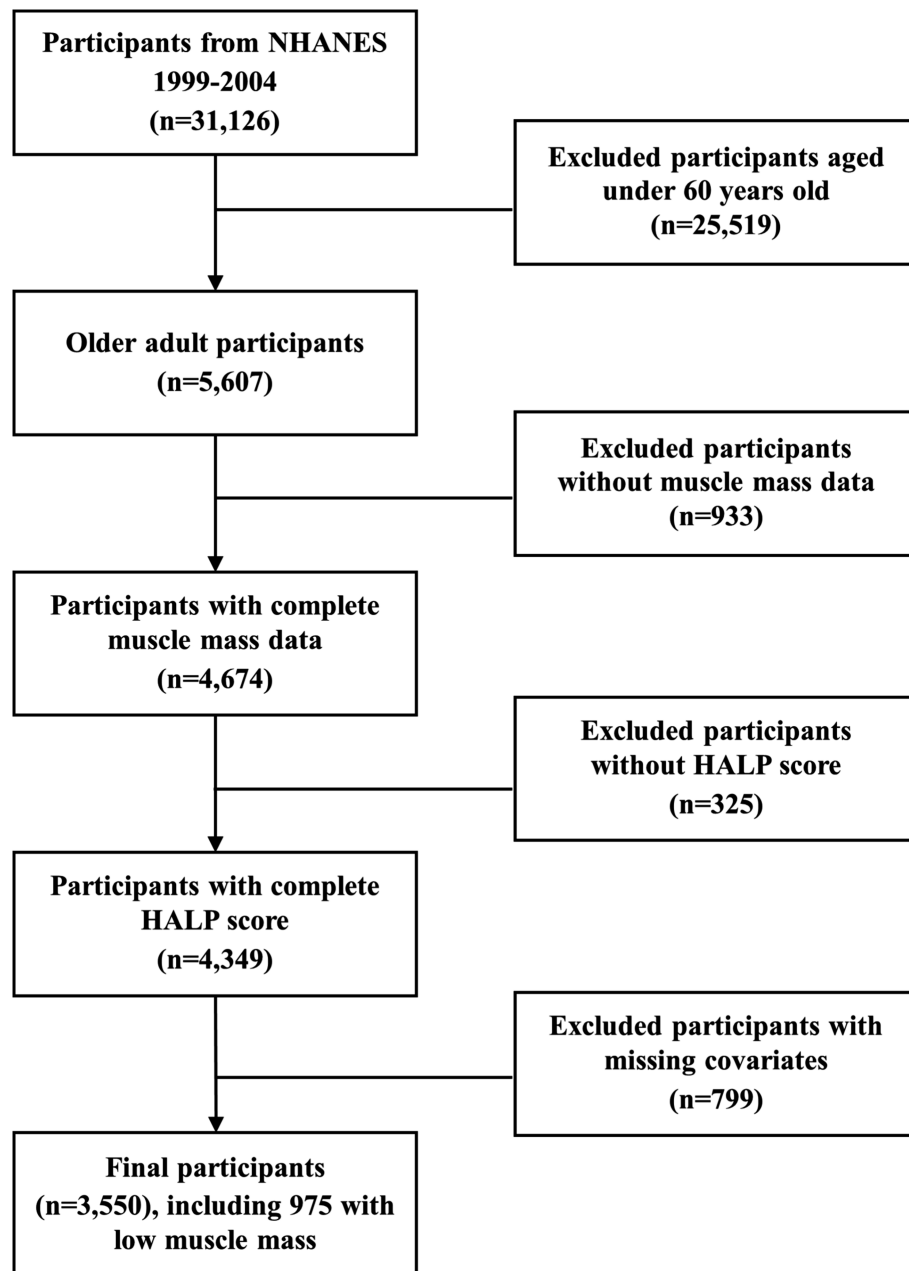 Participants from NHANES
1999-2004
(n=31,126)
Excluded participants aged
under 60 years old
(n=25,519)
Older adult participants
(n=5,607)
Excluded participants
without muscle mass data
(n=933)
Participants with complete
muscle mass data
(n=4,674)
Excluded participants
without HALP score
(n=325)
Participants with complete
HALP score
(n=4,349)
Excluded participants with
missing covariates
(n=799)
Final participants
(n=3,550), including 975 with
low muscle mass